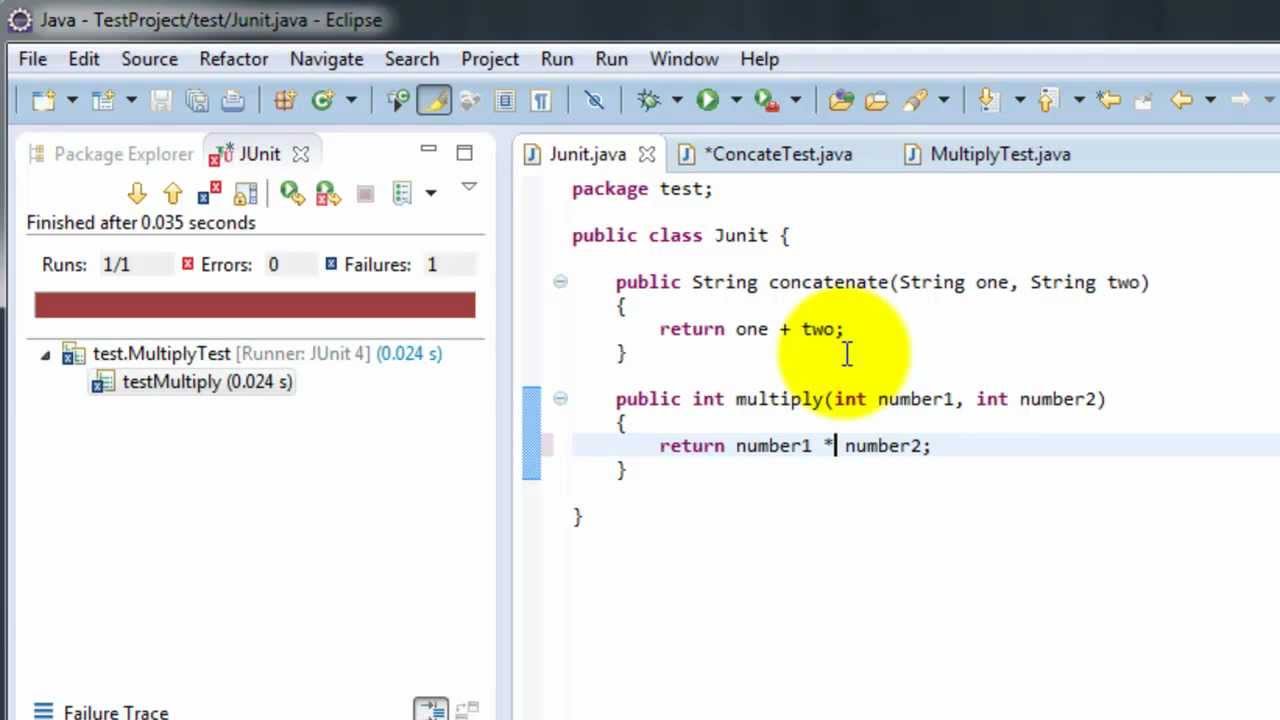 Java - TestProject/test/Junit.java - Eclipse
File Edit Source Refactor Navigate Search Project Run Run Window Help
Package Explorer JUnit
Finished after 0.035 seconds
Runs: 1/1 Errors: 0 Failures: 1
test.MultiplyTest [Runner: JUnit 4] (0.024 s)
testMultiply (0.024 s)
Failure Trace
Junit.java *ConcateTest.java MultiplyTest.java
package test;
public class Junit {
public String concatenate(String one, String two)
{
return one + two;
}
public int multiply(int number1, int number2)
{
return number1 * number2;
}
}